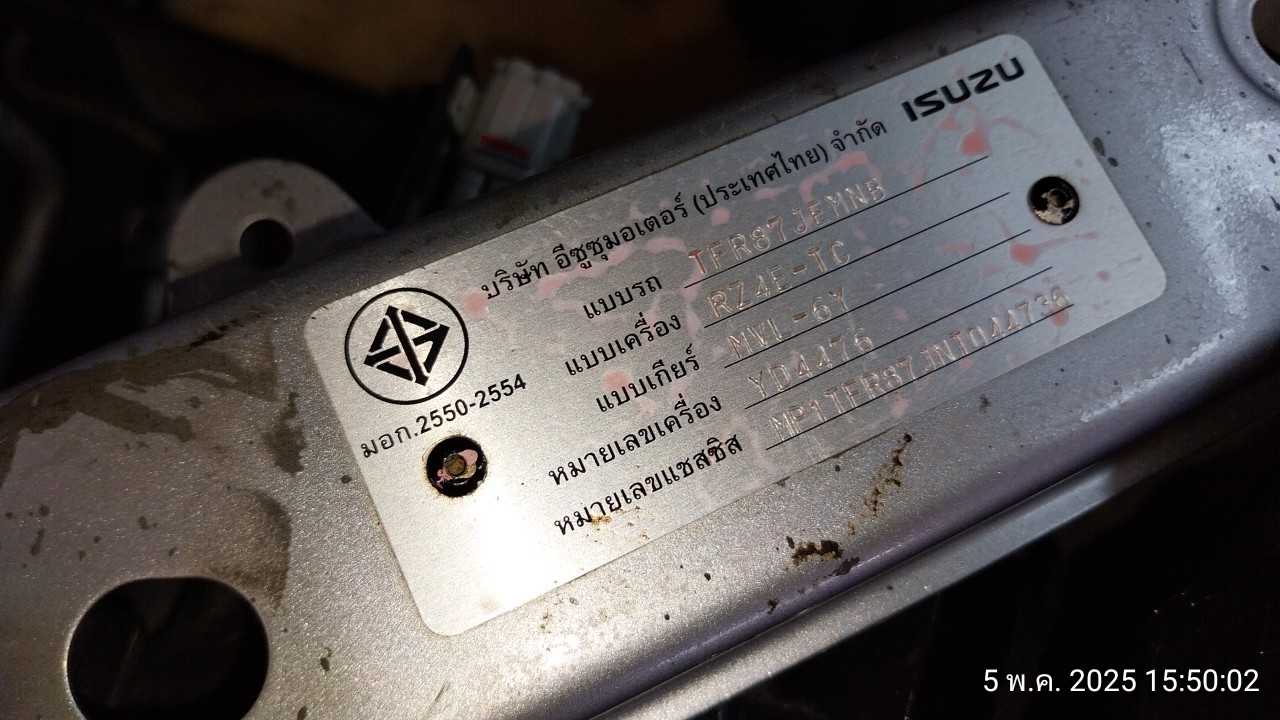 ISUZU
บริษัท อีซูซุมอเตอร์ (ประเทศไทย) จำกัด
แบบรถ TFR87JEMNB
แบบเครื่อง RZ4E-TC
แบบเกียร์ MVL-6Y
หมายเลขเครื่อง YD4476
หมายเลขแชสซิส MP1TFR87JNT044736
มอก.2550-2554
5 พ.ค. 2025 15:50:02